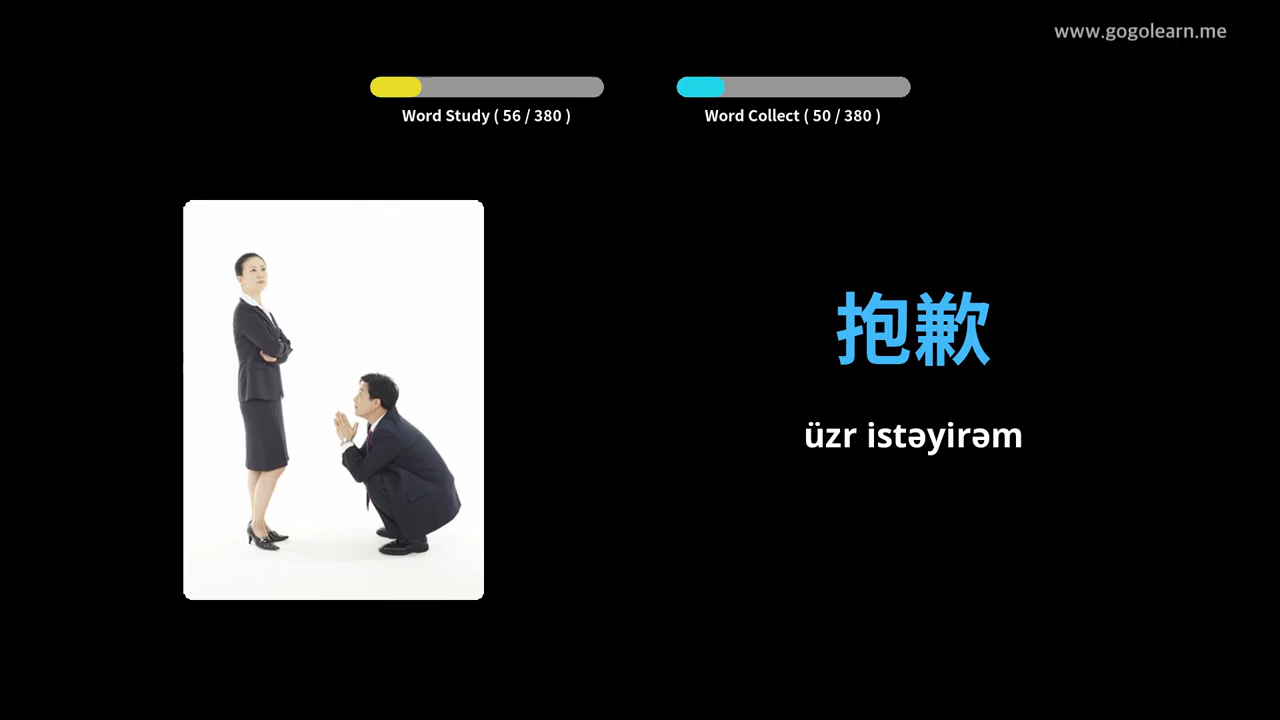 www.gogolearn.me
Word Study ( 56 / 380 )
Word Collect ( 50 / 380 )
抱歉
üzr istəyirəm